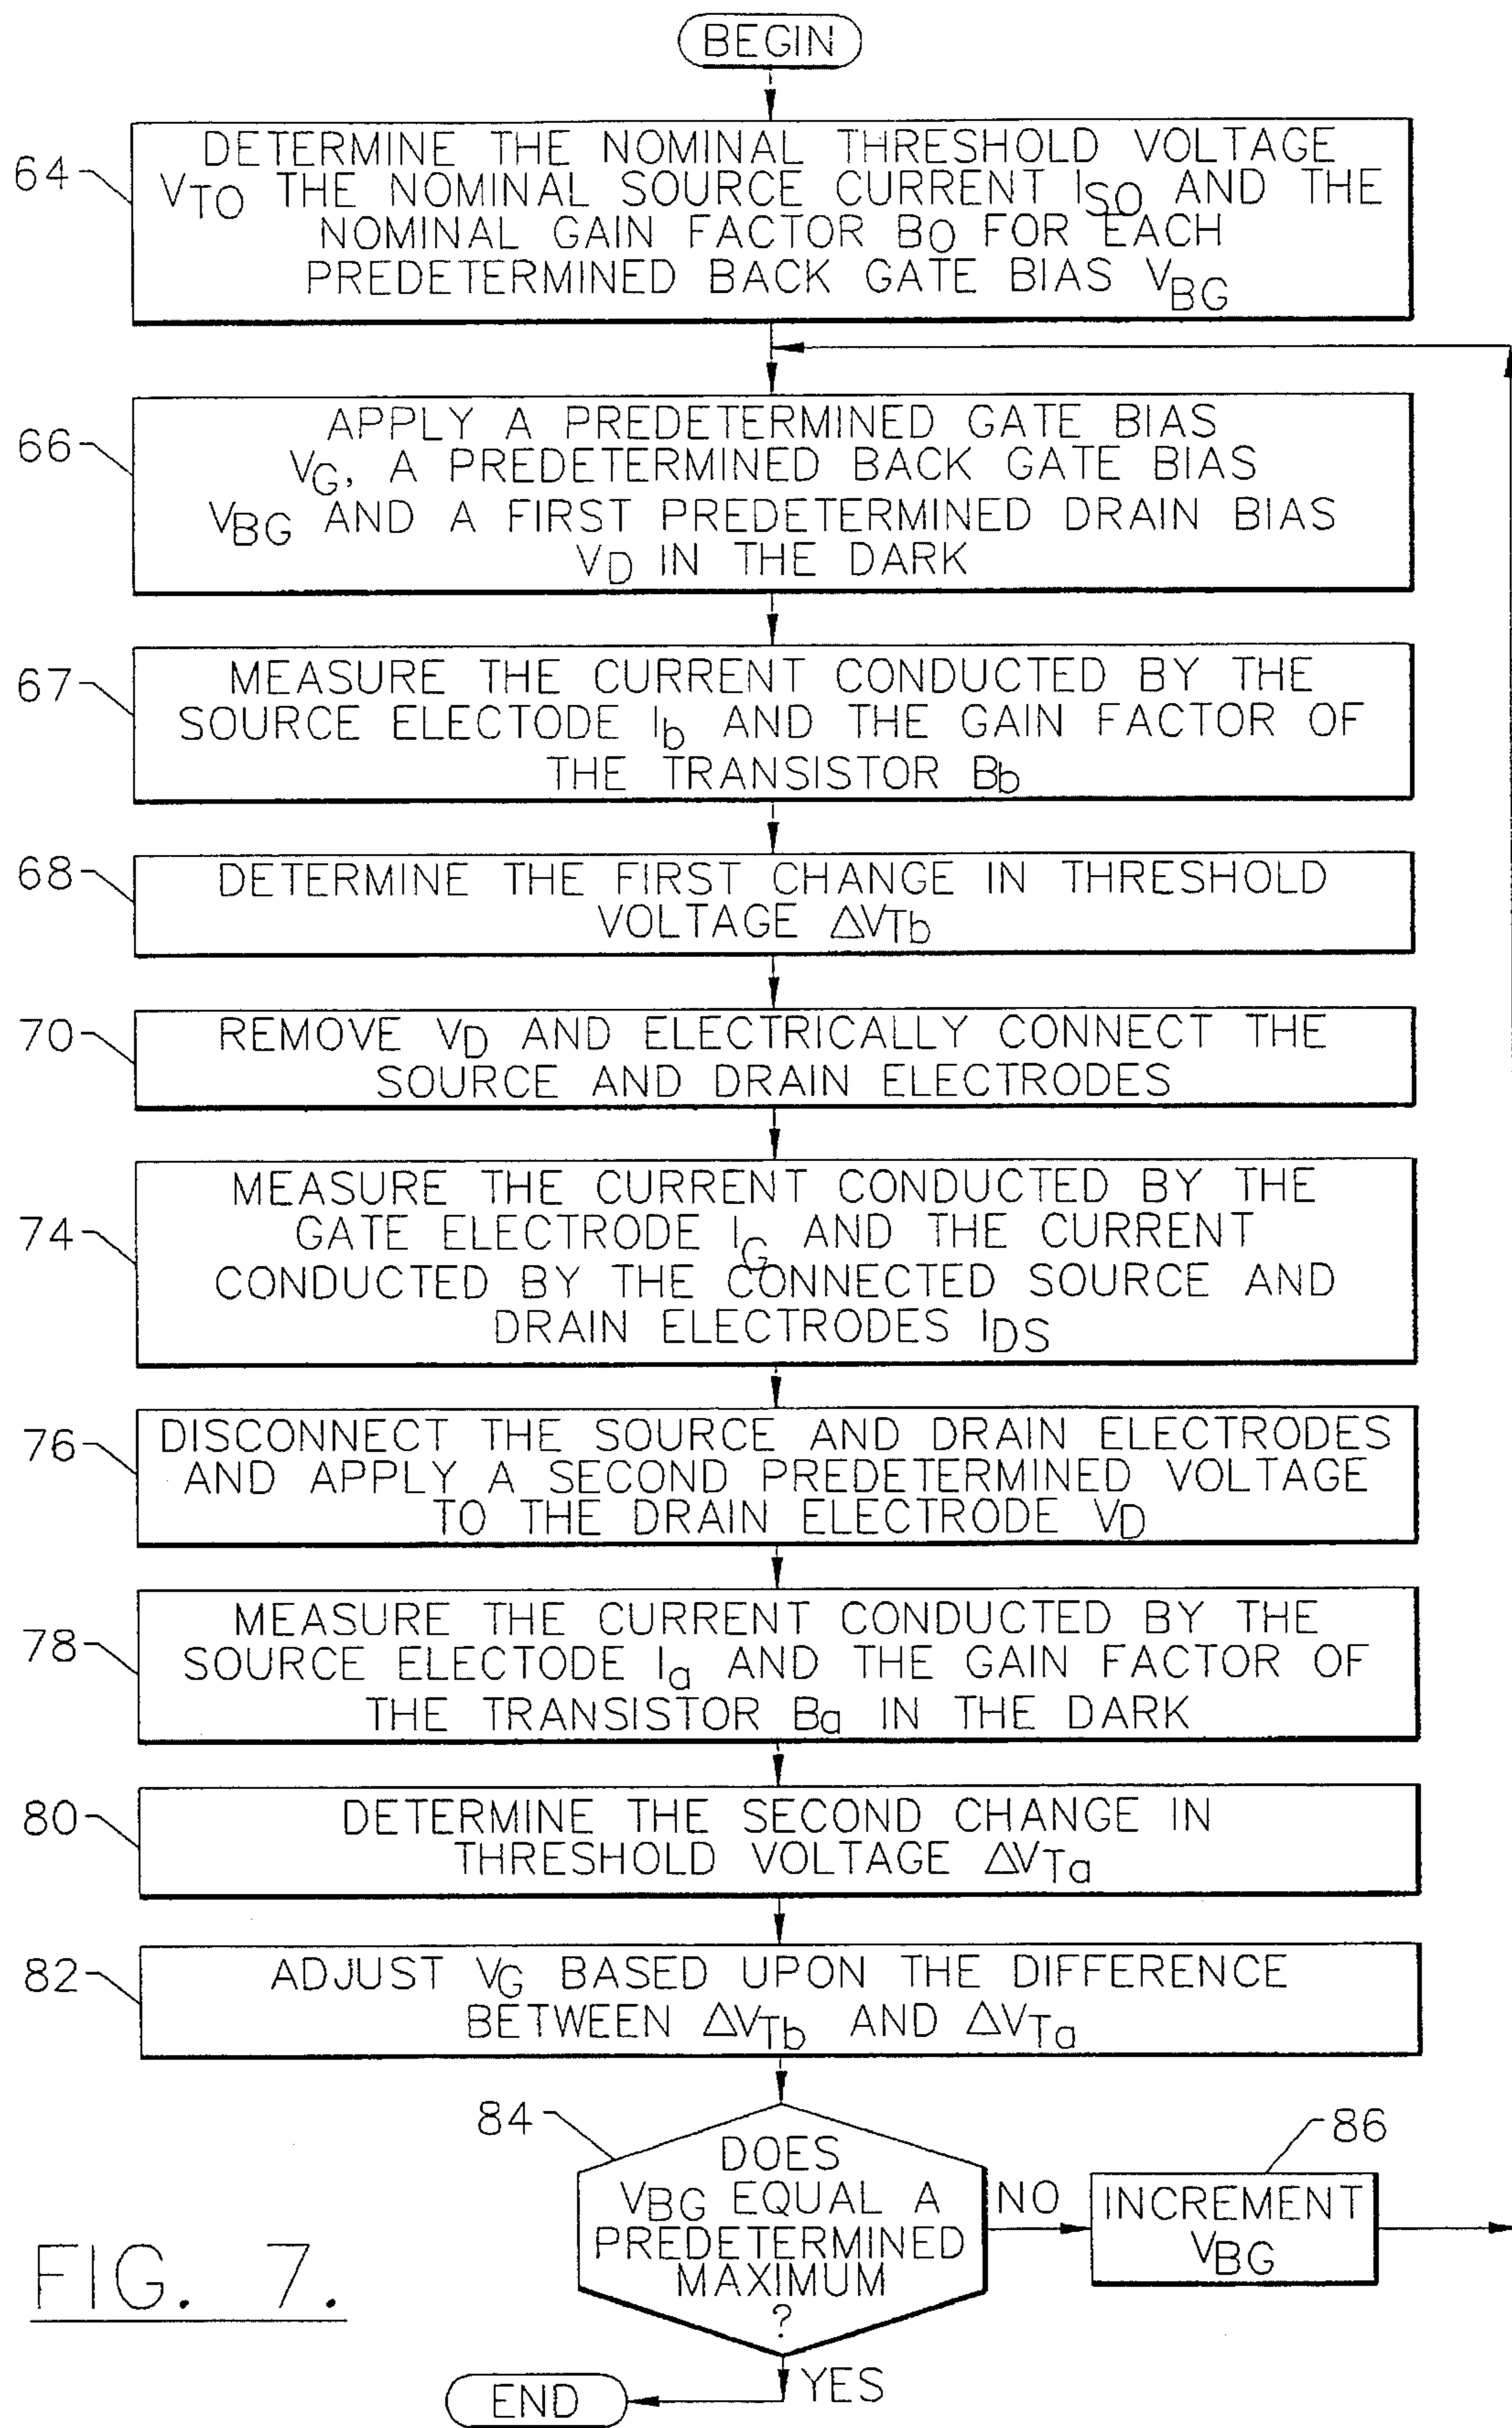 BEGIN
64
DETERMINE THE NOMINAL THRESHOLD VOLTAGE
VTO THE NOMINAL SOURCE CURRENT ISO AND THE
NOMINAL GAIN FACTOR BO FOR EACH
PREDETERMINED BACK GATE BIAS VBG
66
APPLY A PREDETERMINED GATE BIAS
VG, A PREDETERMINED BACK GATE BIAS
VBG AND A FIRST PREDETERMINED DRAIN BIAS
VD IN THE DARK
67
MEASURE THE CURRENT CONDUCTED BY THE
SOURCE ELECTODE Ib AND THE GAIN FACTOR OF
THE TRANSISTOR Bb
68
DETERMINE THE FIRST CHANGE IN THRESHOLD
VOLTAGE ΔVTb
70
REMOVE VD AND ELECTRICALLY CONNECT THE
SOURCE AND DRAIN ELECTRODES
74
MEASURE THE CURRENT CONDUCTED BY THE
GATE ELECTRODE IG AND THE CURRENT
CONDUCTED BY THE CONNECTED SOURCE AND
DRAIN ELECTRODES IDS
76
DISCONNECT THE SOURCE AND DRAIN ELECTRODES
AND APPLY A SECOND PREDETERMINED VOLTAGE
TO THE DRAIN ELECTRODE VD
78
MEASURE THE CURRENT CONDUCTED BY THE
SOURCE ELECTODE Ia AND THE GAIN FACTOR OF
THE TRANSISTOR Ba IN THE DARK
80
DETERMINE THE SECOND CHANGE IN
THRESHOLD VOLTAGE ΔVTa
82
ADJUST VG BASED UPON THE DIFFERENCE
BETWEEN ΔVTb AND ΔVTa
84
DOES
VBG EQUAL A
PREDETERMINED
MAXIMUM
?
NO
86
INCREMENT
VBG
YES
END
FIG. 7.